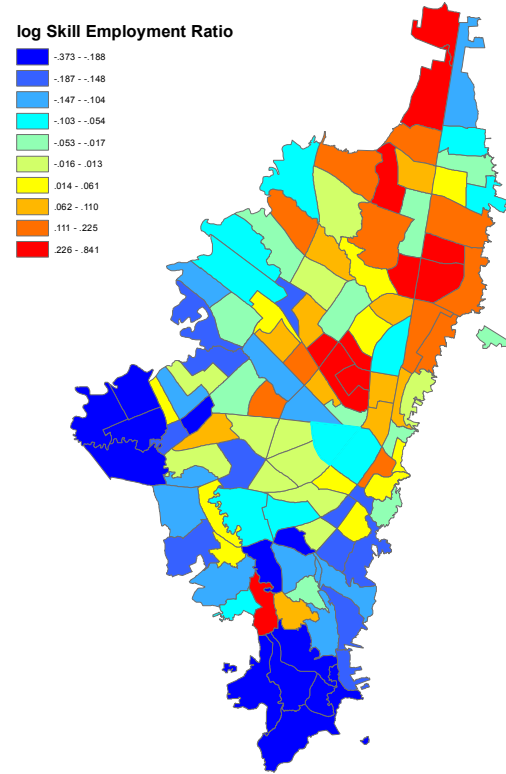 log Skill Employment Ratio
-.373 - -.188
-.187 - -.148
-.147 - -.104
-.103 - -.054
-.053 - -.017
-.016 - .013
.014 - .061
.062 - .110
.111 - .225
.226 - .841